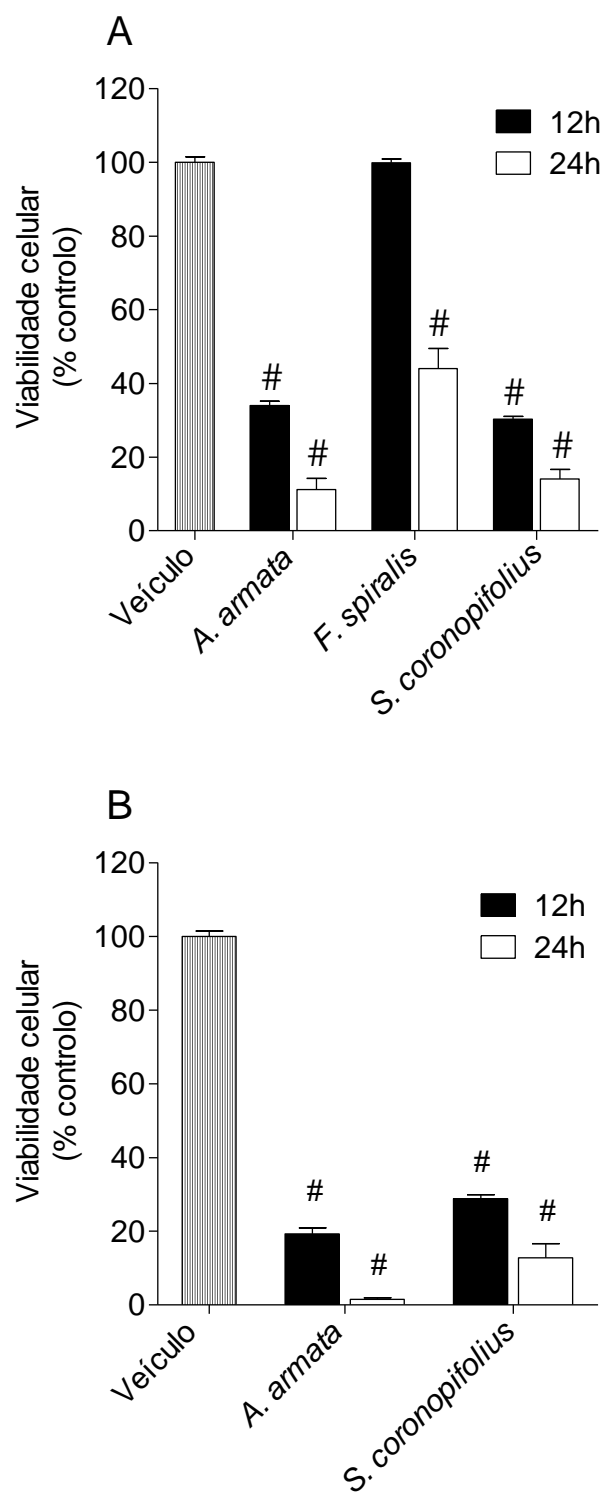 A
120
100
80
60
40
20
0
Viabilidade celular
(% controlo)
12h
24h
#
#
#
#
#
Veículo
A. armata
F. spiralis
S. coronopifolius
B
120
100
80
60
40
20
0
Viabilidade celular
(% controlo)
12h
24h
#
#
#
#
Veículo
A. armata
S. coronopifolius